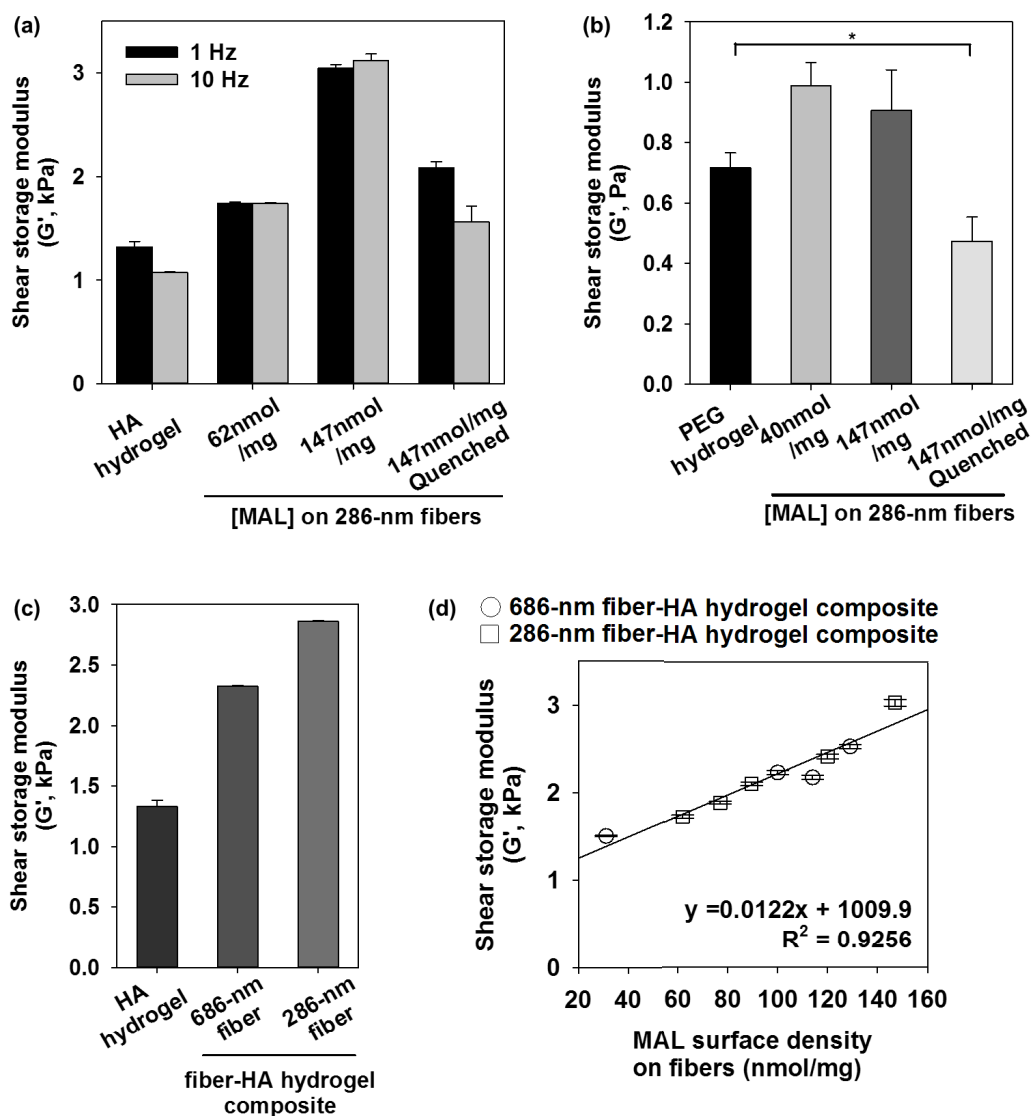 (a)
1 Hz
10 Hz
Shear storage modulus
(G', kPa)
3
2
1
0
HA
hydrogel
62nmol
/mg
147nmol
/mg
147nmol/mg
Quenched
[MAL] on 286-nm fibers
(b)
*
Shear storage modulus
(G', Pa)
1.2
1.0
0.8
0.6
0.4
0.2
0.0
PEG
hydrogel
40nmol
/mg
147nmol
/mg
147nmol/mg
Quenched
[MAL] on 286-nm fibers
(c)
Shear storage modulus
(G', kPa)
3.0
2.5
2.0
1.5
1.0
0.5
0.0
HA
hydrogel
686-nm
fiber
286-nm
fiber
fiber-HA hydrogel
composite
(d)
686-nm fiber-HA hydrogel composite
286-nm fiber-HA hydrogel composite
Shear storage modulus
(G', kPa)
3
2
1
0
y =0.0122x + 1009.9
R² = 0.9256
20 40 60 80 100 120 140 160
MAL surface density
on fibers (nmol/mg)